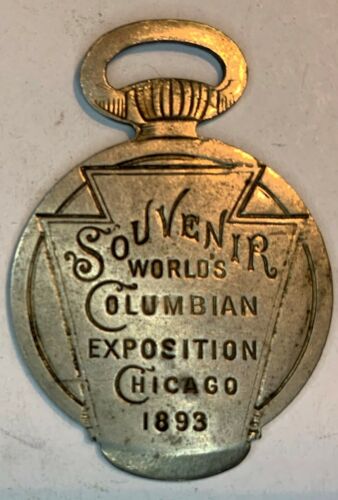 SOUVENIR
WORLD'S
COLUMBIAN
EXPOSITION
CHICAGO
1893